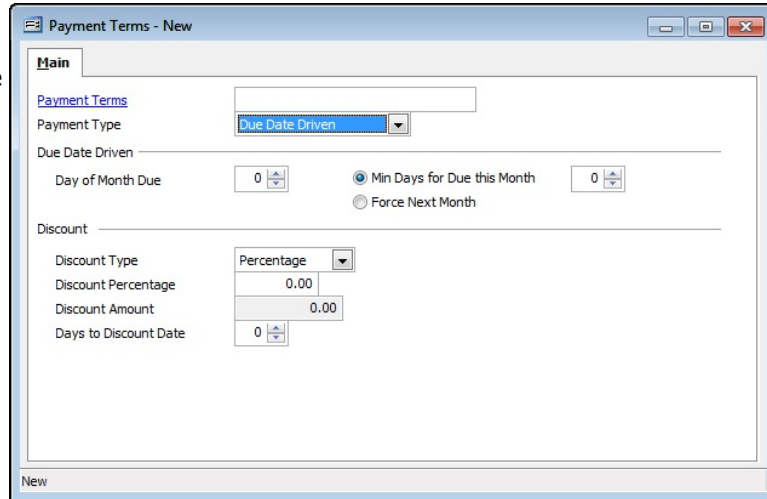 Payment Terms - New
Main
e
Payment Terms
Payment Type Due Date Driven
Due Date Driven
Day of Month Due 0 Min Days for Due this Month 0
Force Next Month
Discount
Discount Type Percentage
Discount Percentage 0.00
Discount Amount 0.00
Days to Discount Date 0
New